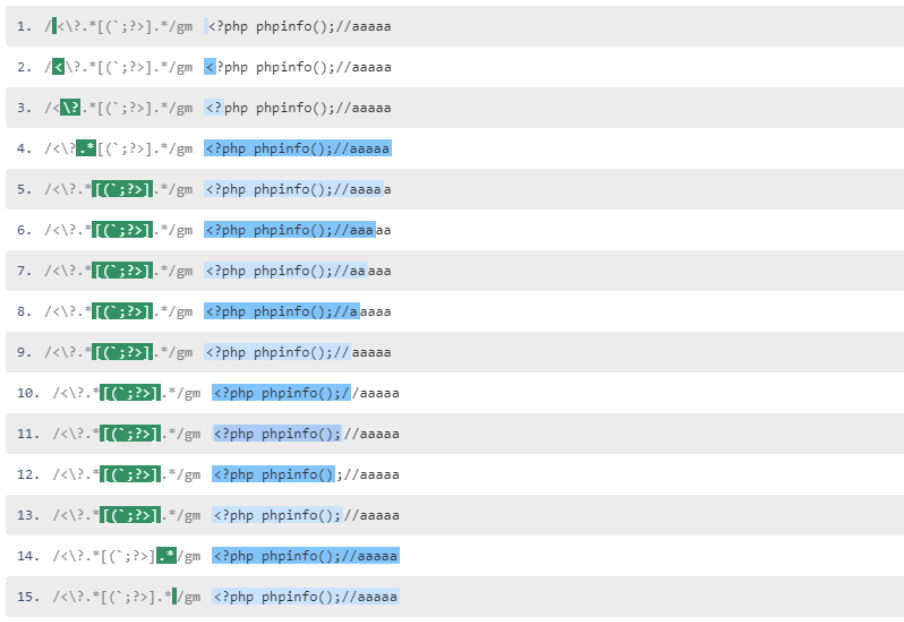 1. /<\?.*[(`;?>].*/gm <?php phpinfo();//aaaaa
2. /<\?.*[(`;?>].*/gm <?php phpinfo();//aaaaa
3. /<\?.*[(`;?>].*/gm <?php phpinfo();//aaaaa
4. /<\?.*[(`;?>].*/gm <?php phpinfo();//aaaaa
5. /<\?.*[(`;?>].*/gm <?php phpinfo();//aaaaa
6. /<\?.*[(`;?>].*/gm <?php phpinfo();//aaaaa
7. /<\?.*[(`;?>].*/gm <?php phpinfo();//aaaaa
8. /<\?.*[(`;?>].*/gm <?php phpinfo();//aaaaa
9. /<\?.*[(`;?>].*/gm <?php phpinfo();//aaaaa
10. /<\?.*[(`;?>].*/gm <?php phpinfo();//aaaaa
11. /<\?.*[(`;?>].*/gm <?php phpinfo();//aaaaa
12. /<\?.*[(`;?>].*/gm <?php phpinfo();//aaaaa
13. /<\?.*[(`;?>].*/gm <?php phpinfo();//aaaaa
14. /<\?.*[(`;?>].*/gm <?php phpinfo();//aaaaa
15. /<\?.*[(`;?>].*/gm <?php phpinfo();//aaaaa